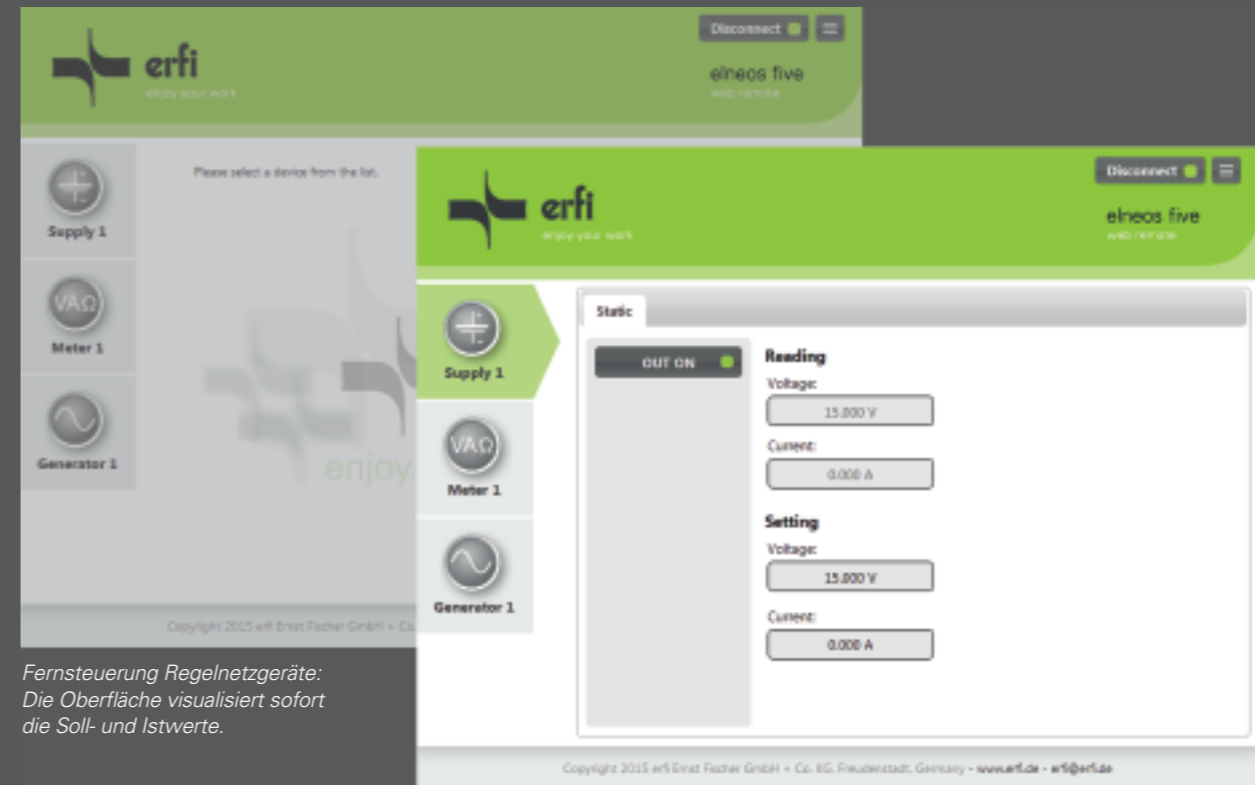 Disconnect
erfi
enjoy your work
elneos five
web remote
Please select a device from the list.
Supply 1
VAΩ
Meter 1
Generator 1
enjoy
Copyright 2015 erfi Ernst Fischer GmbH + Co.
Fernsteuerung Regelnetzgeräte:
Die Oberfläche visualisiert sofort
die Soll- und Istwerte.
Disconnect
erfi
enjoy your work
elneos five
web remote
Supply 1
VAΩ
Meter 1
Generator 1
Static
OUT ON
Reading
Voltage:
15.000 V
Current:
0.000 A
Setting
Voltage:
15.000 V
Current:
0.000 A
Copyright 2015 erfi Ernst Fischer GmbH + Co. KG, Freudenstadt, Germany - www.erfi.de - erfi@erfi.de